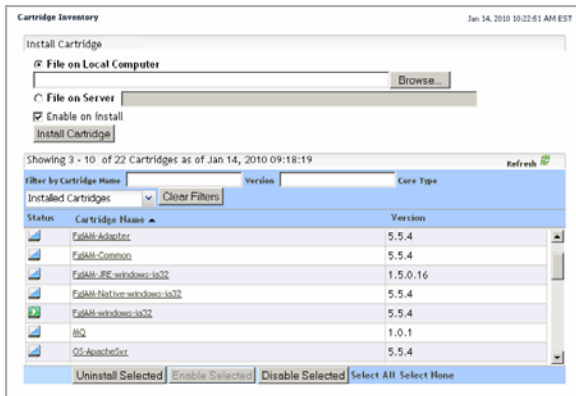 Cartridge Inventory
Jan 14, 2010 10:22:51 AM EST
Install Cartridge
File on Local Computer
Browse...
File on Server
Enable on install
Install Cartridge
Showing 3 - 10 of 22 Cartridges as of Jan 14, 2010 09:18:19
Refresh
Filter by Cartridge Name Version Core Type
Installed Cartridges Clear Filters
Status Cartridge Name Version
FglAM-Adapter 5.5.4
FglAM-Common 5.5.4
FglAM-JRE-windows-ia32 1.5.0.16
FglAM-Native-windows-ia32 5.5.4
FglAM-windows-ia32 5.5.4
MQ 1.0.1
OS-ApacheSvr 5.5.4
Uninstall Selected Enable Selected Disable Selected Select All Select None